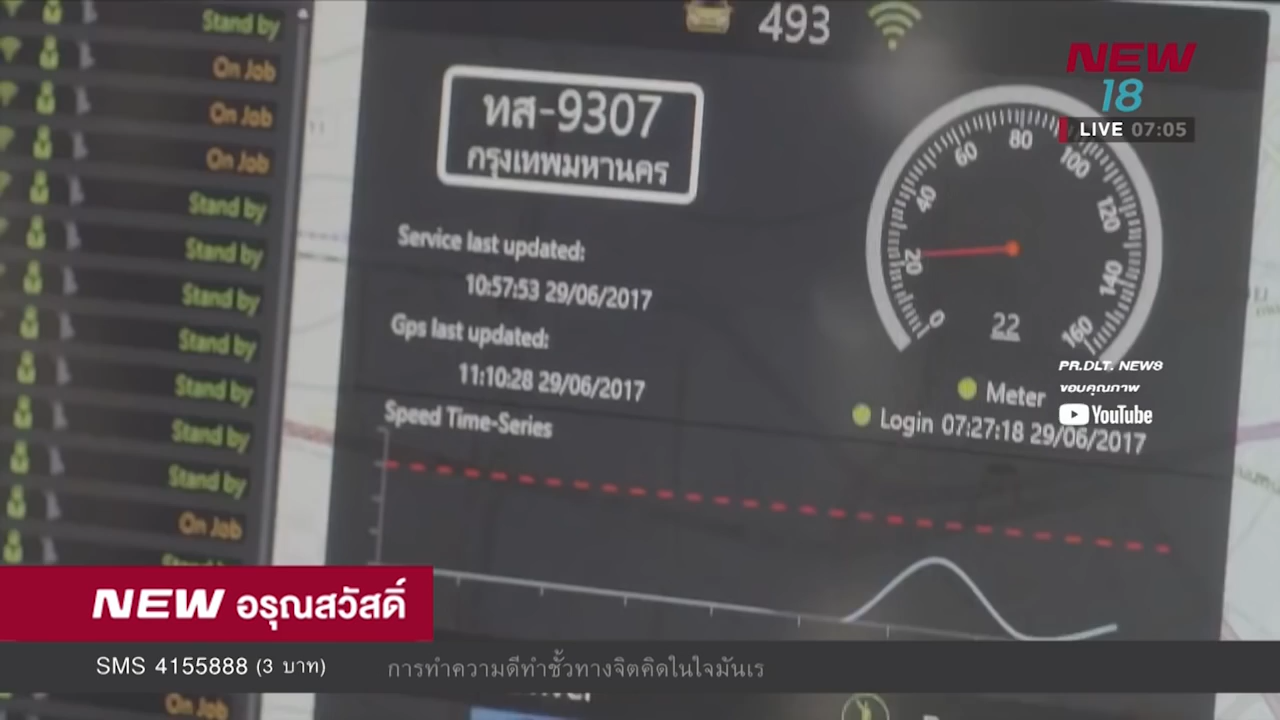 Stand by
On Job
On Job
On Job
Stand by
Stand by
Stand by
Stand by
Stand by
Stand by
Stand by
On Job
On Job
493
ทส-9307
กรุงเทพมหานคร
Service last updated:
10:57:53 29/06/2017
Gps last updated:
11:10:28 29/06/2017
Speed Time-Series
0
20
40
60
80
100
120
140
160
22
Meter
Login 07:27:18 29/06/2017
NEW
18
LIVE 07:05
PR.DLT. NEWS
ขอบคุณภาพ
YouTube
NEW อรุณสวัสดิ์
SMS 4155888 (3 บาท) การทำความดีทำชั้วทางจิตคิดในใจมันเร